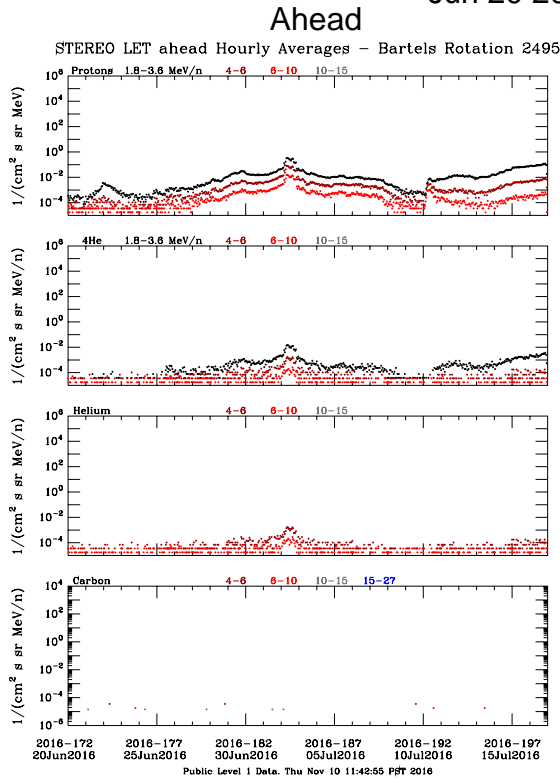 Ahead
STEREO LET ahead Hourly Averages - Bartels Rotation 2495
Protons 1.8-3.6 MeV/n 4-6 6-10 10-15
10^6
10^4
10^2
10^0
10^-2
10^-4
1/(cm^2 s sr MeV)
4He 1.8-3.6 MeV/n 4-6 6-10 10-15
10^6
10^4
10^2
10^0
10^-2
10^-4
1/(cm^2 s sr MeV/n)
Helium 4-6 6-10 10-15
10^6
10^4
10^2
10^0
10^-2
10^-4
1/(cm^2 s sr MeV/n)
Carbon 4-6 6-10 10-15 15-27
10^4
10^2
10^0
10^-2
10^-4
10^-6
1/(cm^2 s sr MeV/n)
2016-172 2016-177 2016-182 2016-187 2016-192 2016-197
20Jun2016 25Jun2016 30Jun2016 05Jul2016 10Jul2016 15Jul2016
Public Level 1 Data. Thu Nov 10 11:42:55 PST 2016